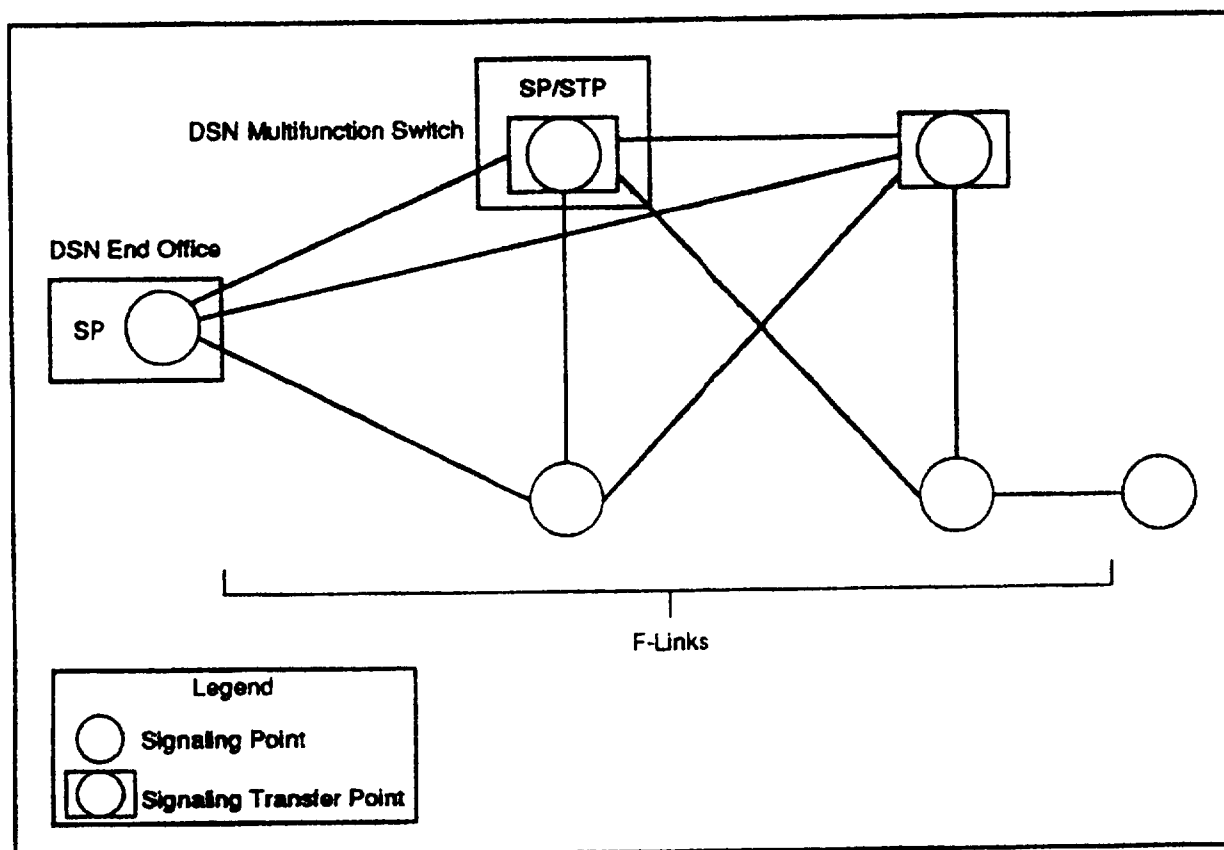 SP/STP
DSN Multifunction Switch
DSN End Office
SP
F-Links
Legend
Signaling Point
Signaling Transfer Point